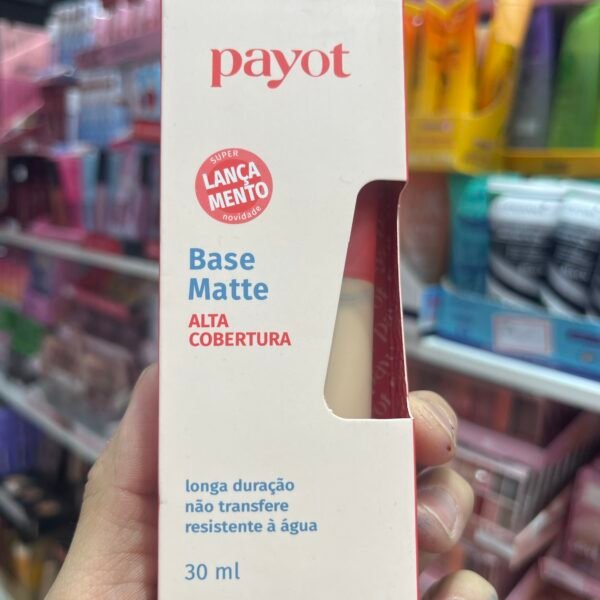 payot
SUPER
LANÇA
MENTO
novidade
Base
Matte
ALTA
COBERTURA
longa duração
não transfere
resistente à água
30 ml